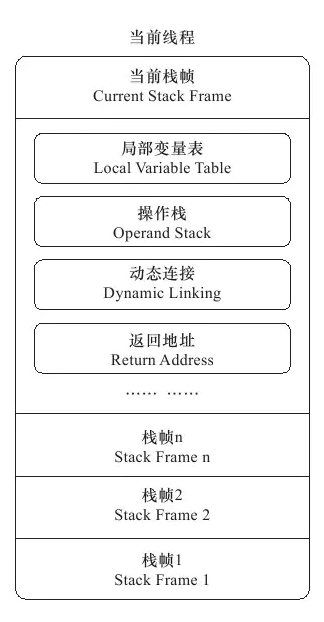 当前线程
当前栈帧
Current Stack Frame
局部变量表
Local Variable Table
操作栈
Operand Stack
动态连接
Dynamic Linking
返回地址
Return Address
…… ……
栈帧n
Stack Frame n
栈帧2
Stack Frame 2
栈帧1
Stack Frame 1